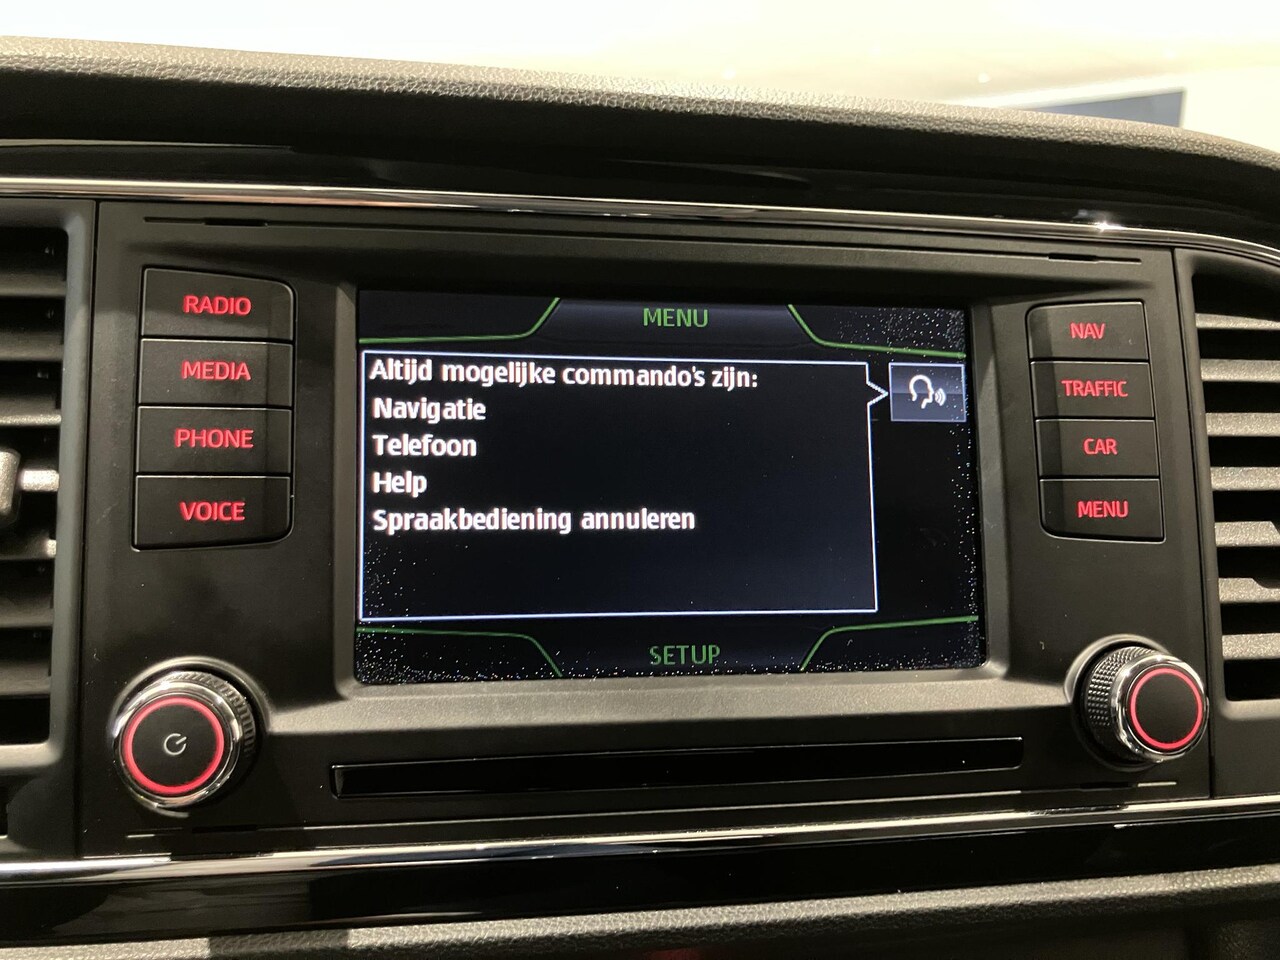 RADIO
MEDIA
PHONE
VOICE
MENU
Altijd mogelijke commando's zijn:
Navigatie
Telefoon
Help
Spraakbediening annuleren
SETUP
NAV
TRAFFIC
CAR
MENU